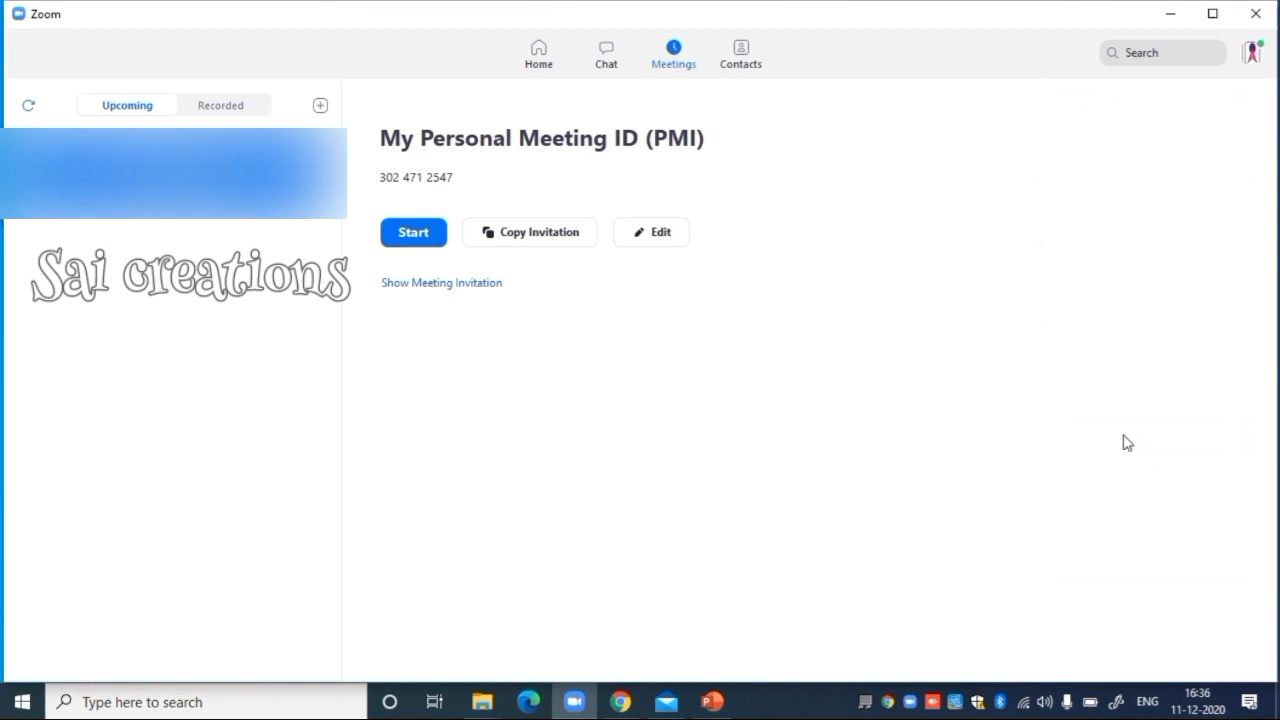 Zoom
Home
Chat
Meetings
Contacts
Search
Upcoming
Recorded
My Personal Meeting ID (PMI)
302 471 2547
Start
Copy Invitation
Edit
Show Meeting Invitation
Sai creations
Type here to search
ENG
16:36
11-12-2020